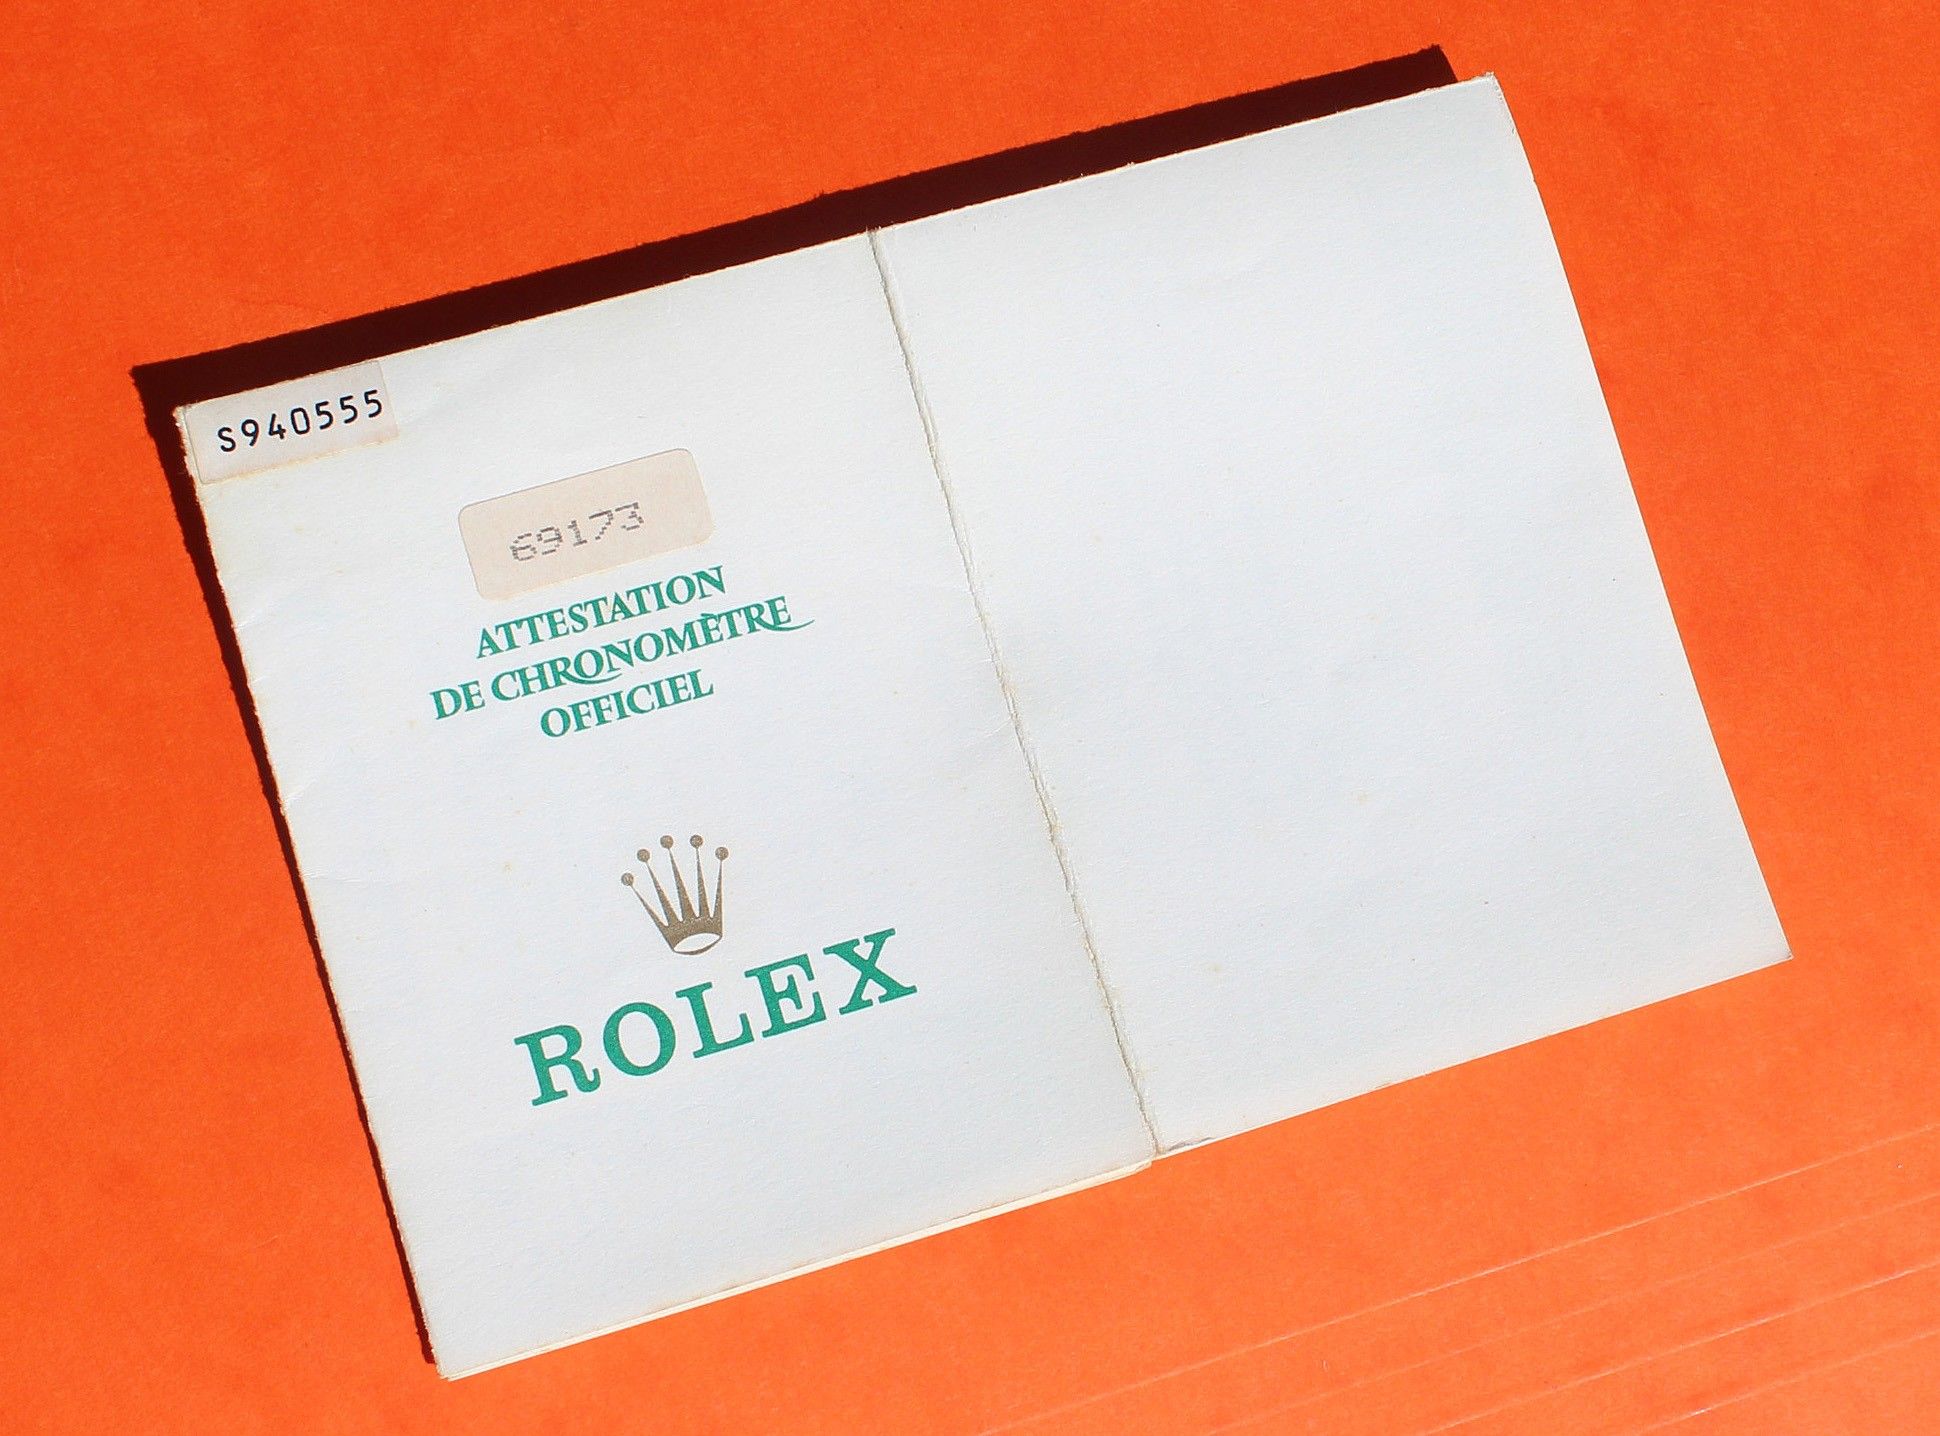 S940555
69173
ATTESTATION
DE CHRONOMÈTRE
OFFICIEL
ROLEX